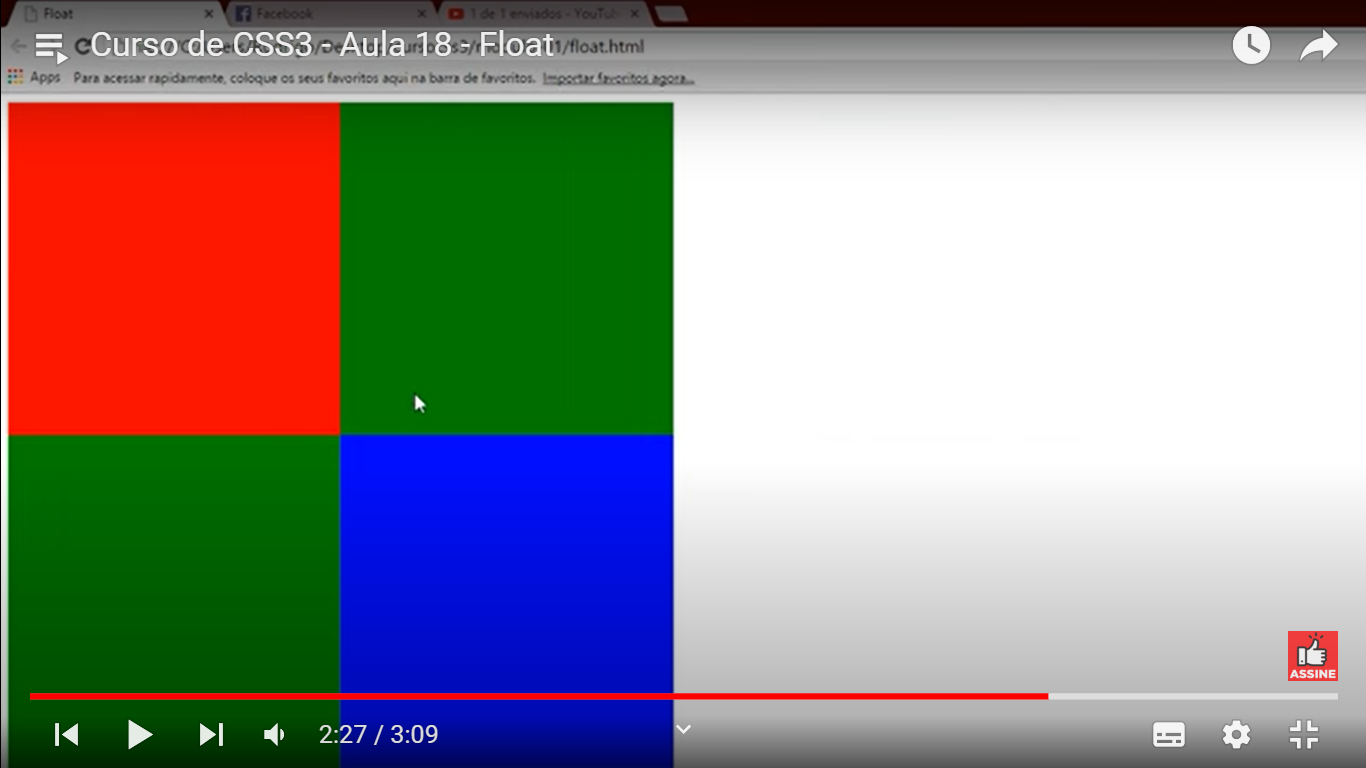 Float
Facebook
1 de 1 enviados - YouTub
Curso de CSS3 - Aula 18 - Float
/float.html
Apps Para acessar rapidamente, coloque os seus favoritos aqui na barra de favoritos. Importar favoritos agora...
ASSINE
2:27 / 3:09